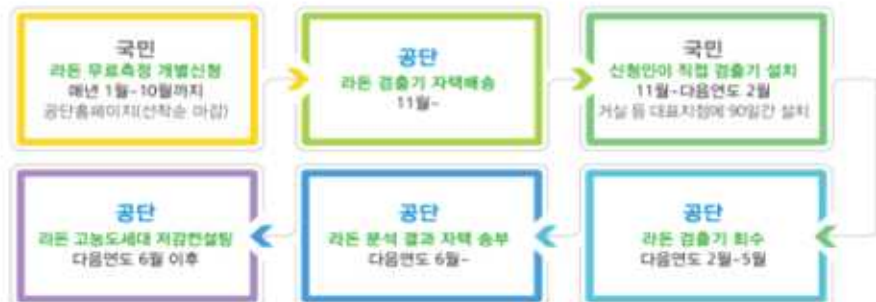 국민
라돈 무료측정 개별신청
매년 1월~10월까지
공단홈페이지(선착순 마감)
공단
라돈 검출기 자택배송
11월~
국민
신청인이 직접 검출기 설치
11월~다음연도 2월
거실 등 대표지점에 90일간 설치
공단
라돈 검출기 회수
다음연도 2월~5월
공단
라돈 분석 결과 자택 송부
다음연도 6월~
공단
라돈 고농도세대 저감컨설팅
다음연도 6월 이후